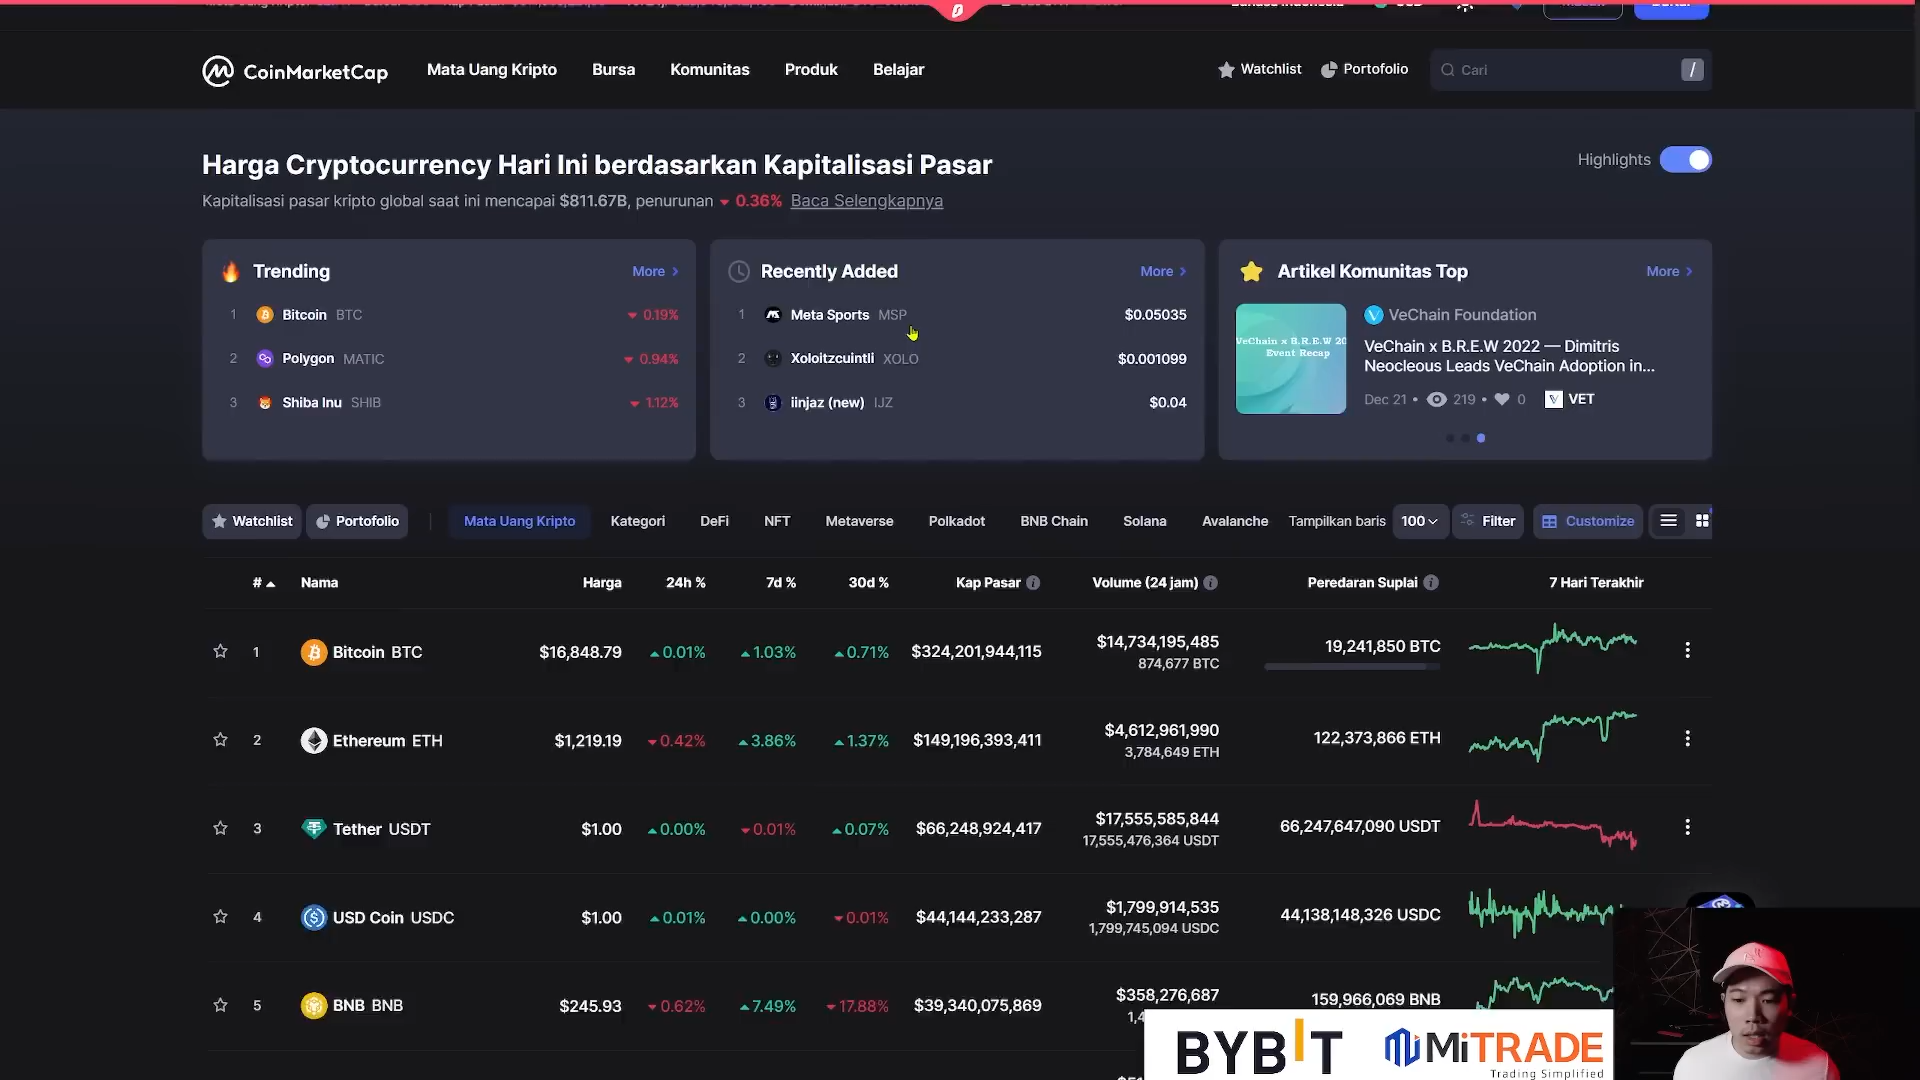 CoinMarketCap
Mata Uang Kripto
Bursa
Komunitas
Produk
Belajar
Watchlist
Portofolio
Cari
/
Harga Cryptocurrency Hari Ini berdasarkan Kapitalisasi Pasar
Highlights
Kapitalisasi pasar kripto global saat ini mencapai $811.67B, penurunan 0.36% Baca Selengkapnya
Trending
More
1 Bitcoin BTC 0.19%
2 Polygon MATIC 0.94%
3 Shiba Inu SHIB 1.12%
Recently Added
More
1 Meta Sports MSP $0.05035
2 Xoloitzcuintli XOLO $0.001099
3 iinjaz (new) IJZ $0.04
Artikel Komunitas Top
More
VeChain x B.R.E.W 20
Event Recap
VeChain Foundation
VeChain x B.R.E.W 2022 — Dimitris
Neocleous Leads VeChain Adoption in...
Dec 21 • 219 • 0 VET
Watchlist Portofolio Mata Uang Kripto Kategori DeFi NFT Metaverse Polkadot BNB Chain Solana Avalanche Tampilkan baris 100 Filter Customize
# Nama Harga 24h % 7d % 30d % Kap Pasar Volume (24 jam) Peredaran Suplai 7 Hari Terakhir
1 Bitcoin BTC $16,848.79 0.01% 1.03% 0.71% $324,201,944,115 $14,734,195,485 19,241,850 BTC
874,677 BTC
2 Ethereum ETH $1,219.19 0.42% 3.86% 1.37% $149,196,393,411 $4,612,961,990 122,373,866 ETH
3,784,649 ETH
3 Tether USDT $1.00 0.00% 0.01% 0.07% $66,248,924,417 $17,555,585,844 66,247,647,090 USDT
17,555,476,364 USDT
4 USD Coin USDC $1.00 0.01% 0.00% 0.01% $44,144,233,287 $1,799,914,535 44,138,148,326 USDC
1,799,745,094 USDC
5 BNB BNB $245.93 0.62% 7.49% 17.88% $39,340,075,869 $358,276,687 159,966,069 BNB
BYBIT
MiTRADE
Trading Simplified